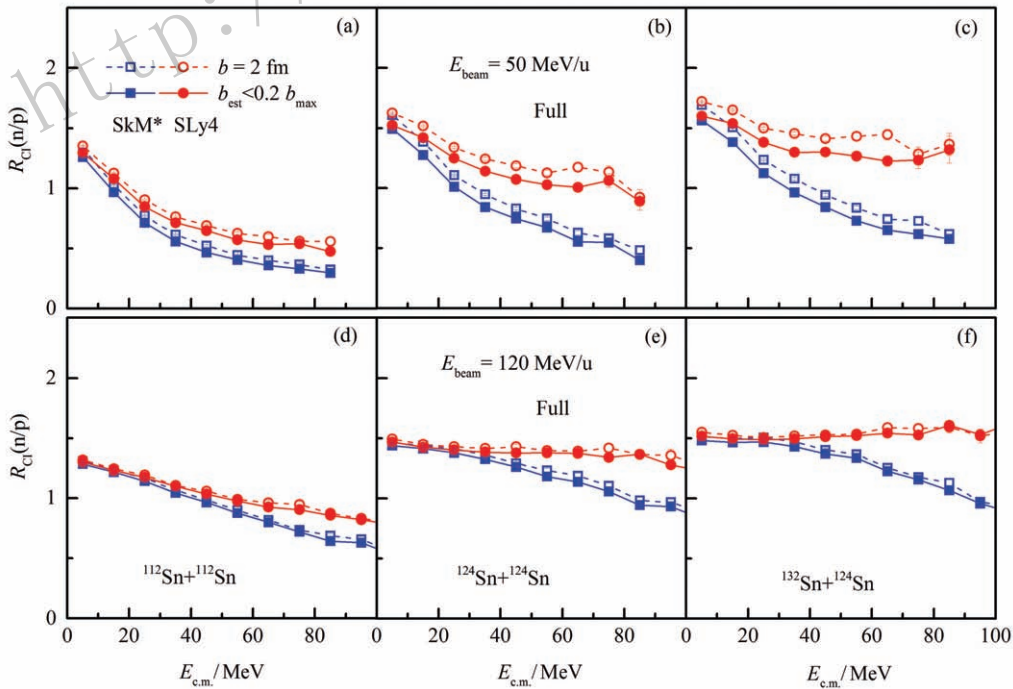 http://
(a)
(b)
(c)
b = 2 fm
b_est<0.2 b_max
SkM* SLy4
E_beam= 50 MeV/u
Full
R_CI(n/p)
2
1
0
(d)
(e)
(f)
E_beam= 120 MeV/u
Full
R_CI(n/p)
2
1
0
¹¹²Sn+¹¹²Sn
¹²⁴Sn+¹²⁴Sn
¹³²Sn+¹²⁴Sn
0 20 40 60 80 0 20 40 60 80 0 20 40 60 80 100
E_c.m./MeV
E_c.m./MeV
E_c.m./MeV